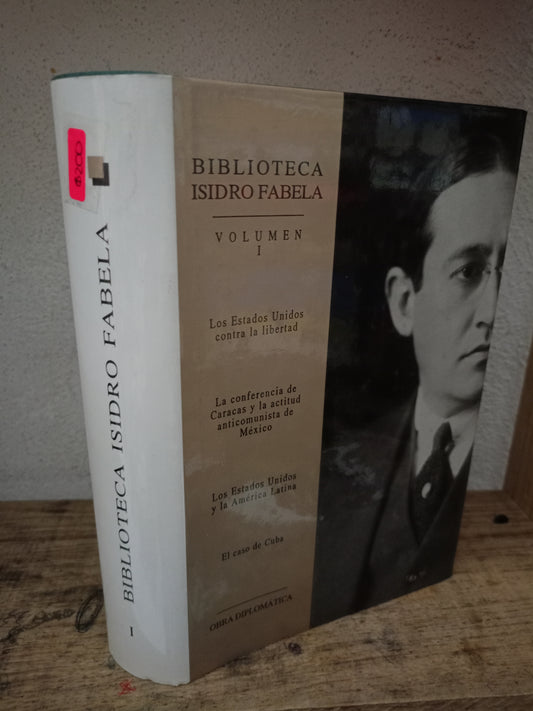 $200
BIBLIOTECA ISIDRO FABELA
I
BIBLIOTECA
ISIDRO FABELA
VOLUMEN
I
Los Estados Unidos
contra la libertad
La conferencia de
Caracas y la actitud
anticomunista de
México
Los Estados Unidos
y la América Latina
El caso de Cuba
OBRA DIPLOMÁTICA